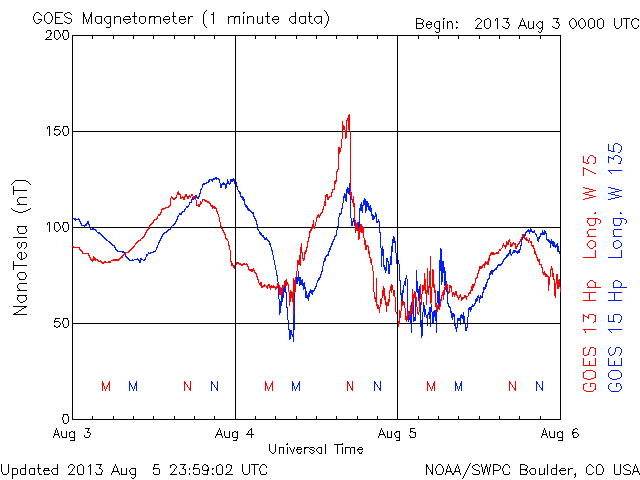 GOES Magnetometer (1 minute data)
Begin: 2013 Aug 3 0000 UTC
200
150
100
50
0
NanoTesla (nT)
GOES 13 Hp Long. W 75
GOES 15 Hp Long. W 135
M M N N M M N N M M N N
Aug 3 Aug 4 Aug 5 Aug 6
Universal Time
Updated 2013 Aug 5 23:59:02 UTC
NOAA/SWPC Boulder, CO USA